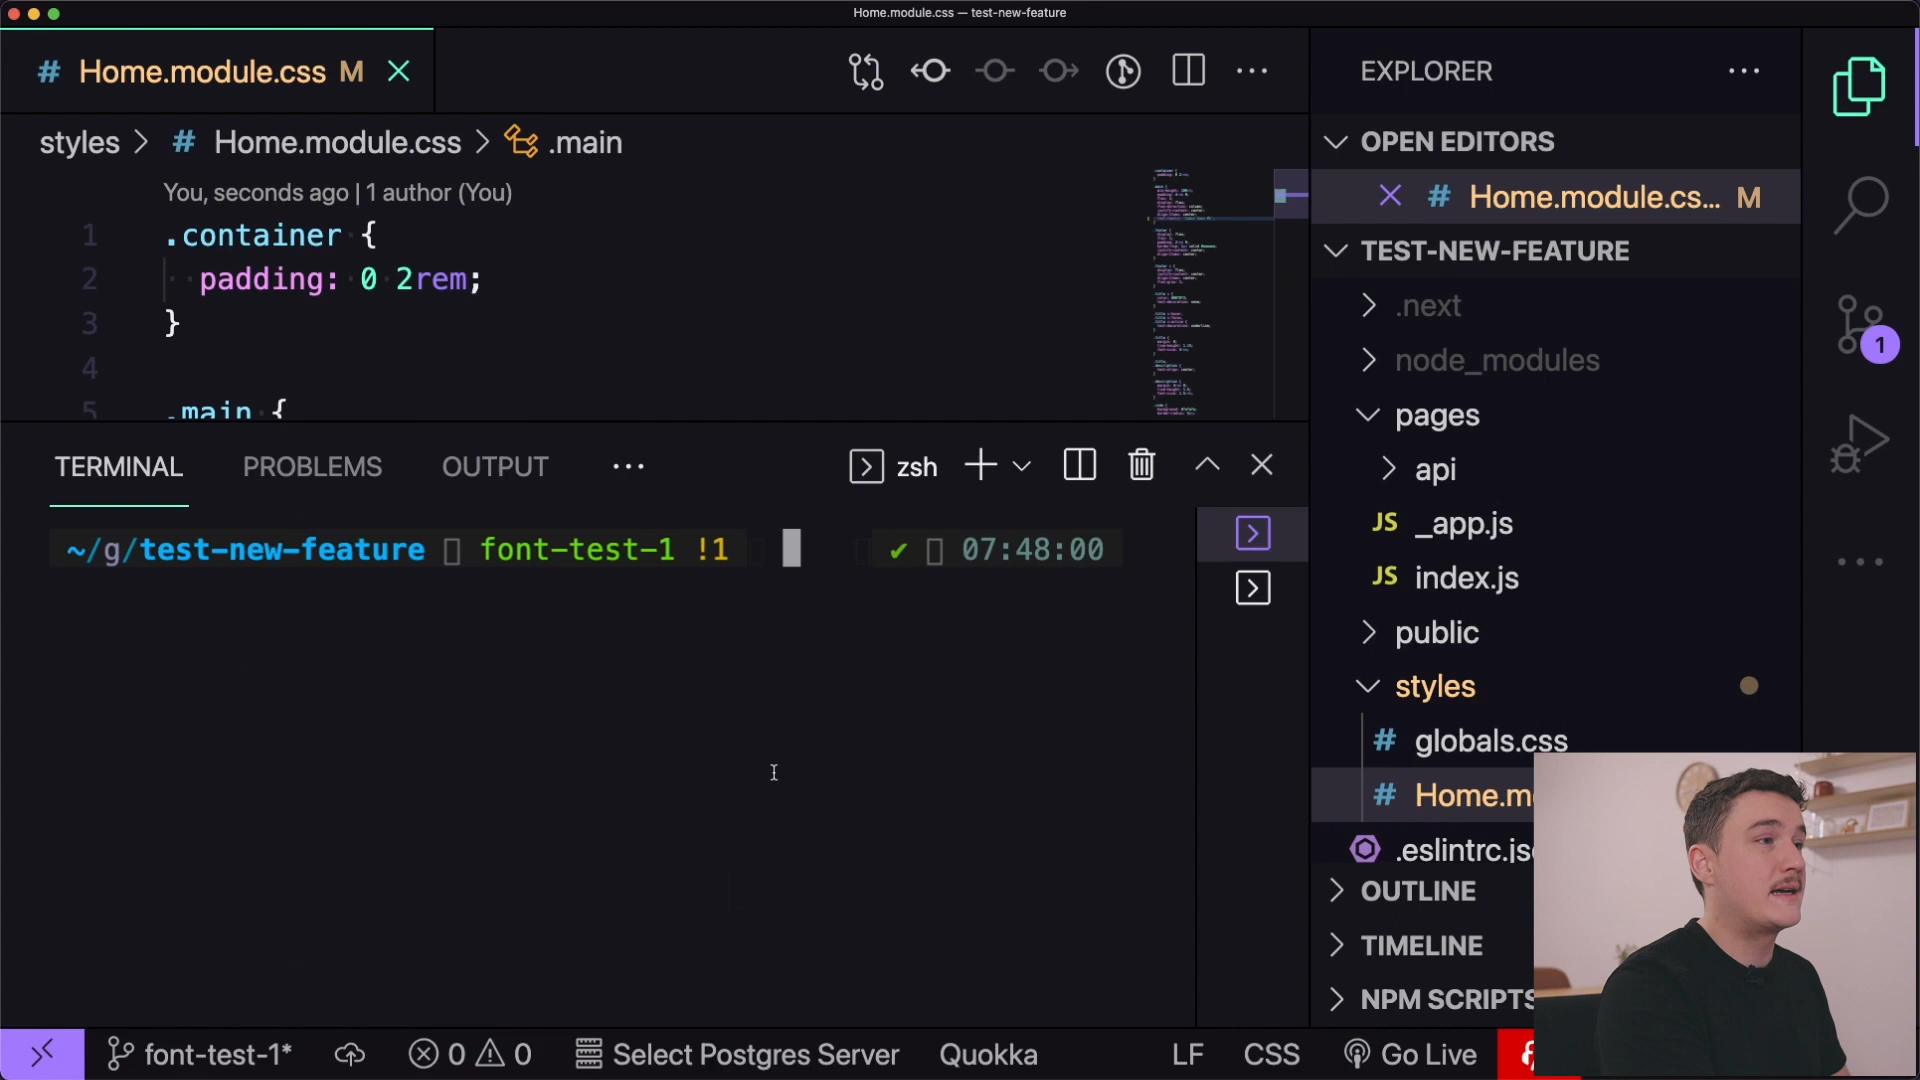 Home.module.css — test-new-feature
# Home.module.css M
EXPLORER
styles > # Home.module.css > .main
OPEN EDITORS
# Home.module.cs... M
You, seconds ago | 1 author (You)
1 .container {
2 padding: 0 2rem;
3 }
4
5 .main {
TEST-NEW-FEATURE
.next
node_modules
pages
api
JS _app.js
JS index.js
public
styles
# globals.css
# Home.m
.eslintrc.js
OUTLINE
TIMELINE
NPM SCRIPTS
1
TERMINAL PROBLEMS OUTPUT
zsh
~/g/test-new-feature font-test-1 !1 ✔ 07:48:00
font-test-1* 0 0 Select Postgres Server Quokka LF CSS Go Live